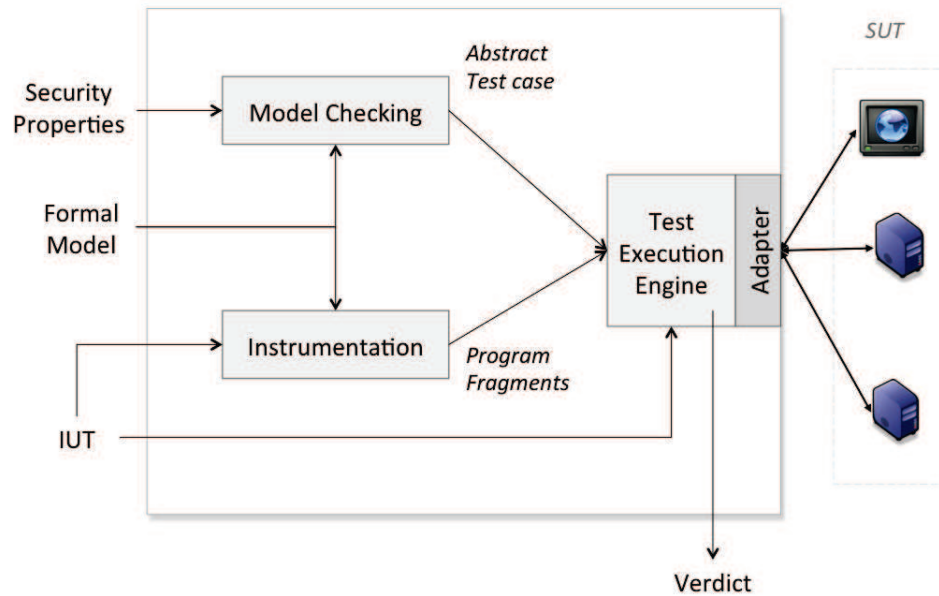 SUT
Abstract
Test case
Security
Properties
Model Checking
Formal
Model
Test
Execution
Engine
Adapter
Instrumentation
Program
Fragments
IUT
Verdict